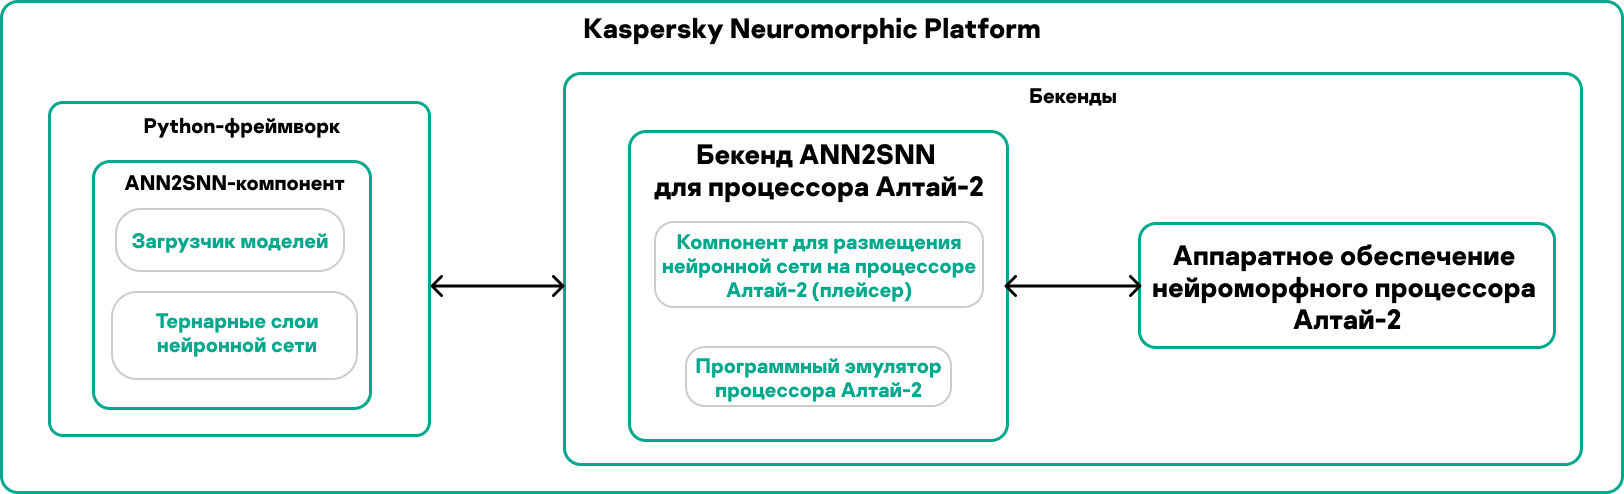 Kaspersky Neuromorphic Platform
Python-фреймворк
ANN2SNN-компонент
Загрузчик моделей
Тернарные слои
нейронной сети
Бекенды
Бекенд ANN2SNN
для процессора Алтай-2
Компонент для размещения
нейронной сети на процессоре
Алтай-2 (плейсер)
Программный эмулятор
процессора Алтай-2
Аппаратное обеспечение
нейроморфного процессора
Алтай-2